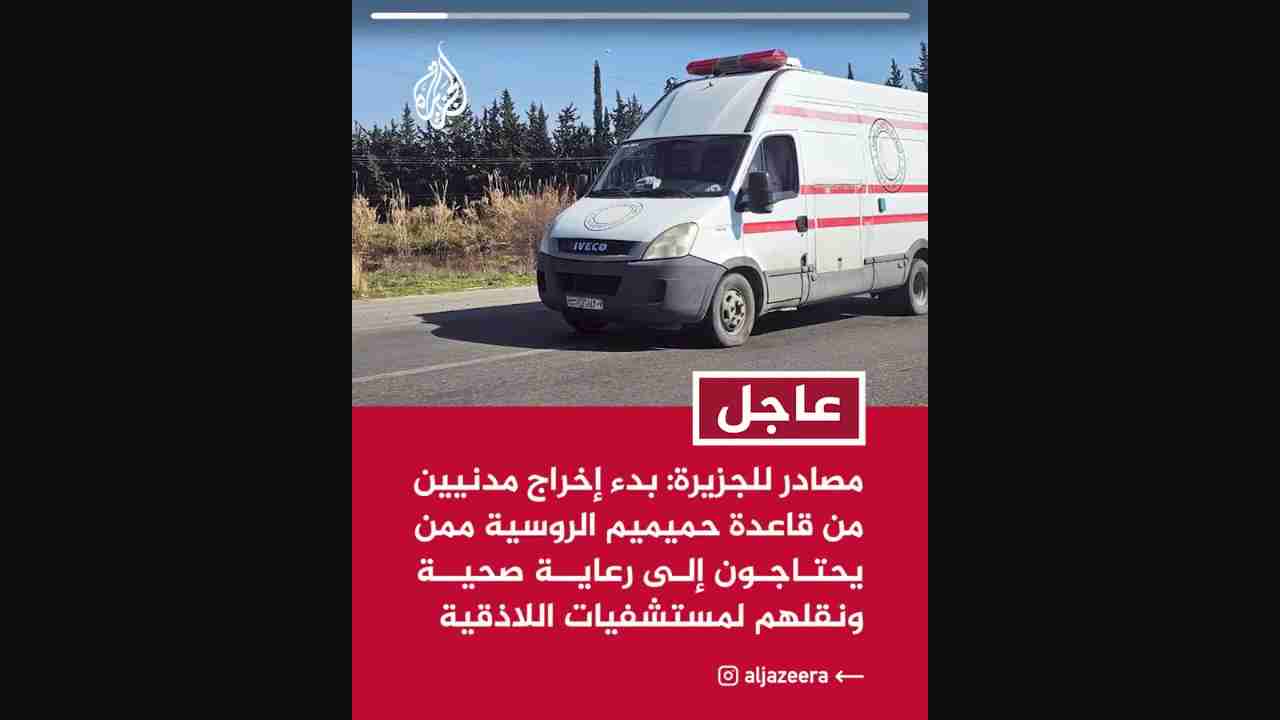 IVECO
عاجل
مصادر للجزيرة: بدء إخراج مدنيين
من قاعدة حميميم الروسية ممن
يحتاجون إلى رعاية صحية
ونقلهم لمستشفيات اللاذقية
aljazeera